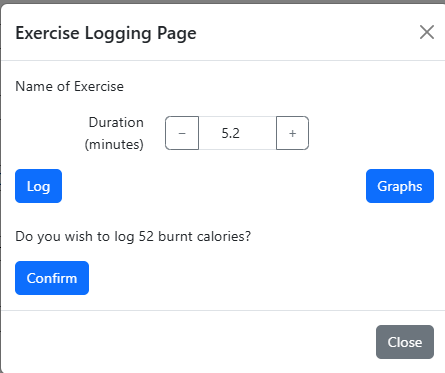 Exercise Logging Page
Name of Exercise
Duration
(minutes)
− 5.2 +
Log
Graphs
Do you wish to log 52 burnt calories?
Confirm
Close